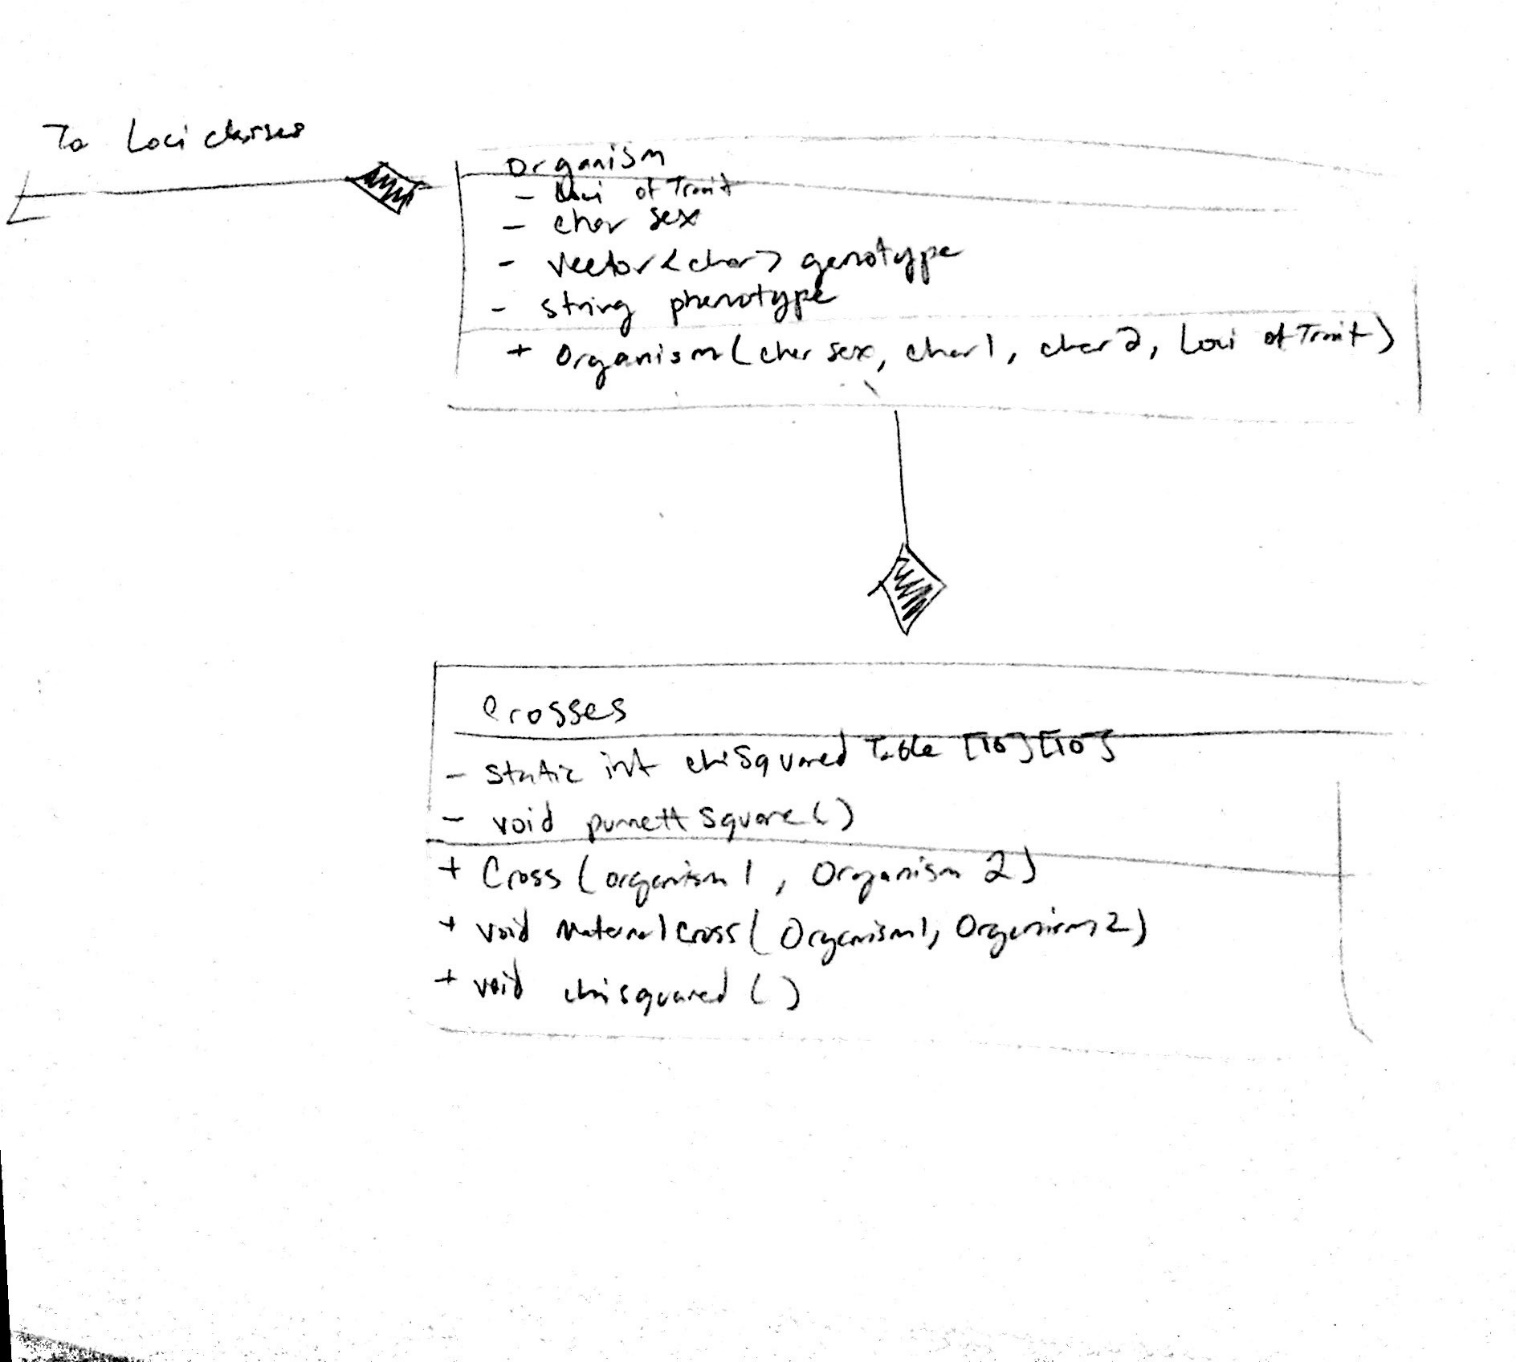 To Loci classes
Organism
- Loci of Trait
- char sex
- vector<char> genotype
- string phenotype
+ Organism(char sex, char1, char2, Loci of Trait)
Crosses
- static int chiSquared Table [10][10]
- void punnett Square()
+ Cross(organism1, Organism 2)
+ void Maternal Cross(Organism1, Organism2)
+ void chisquared()